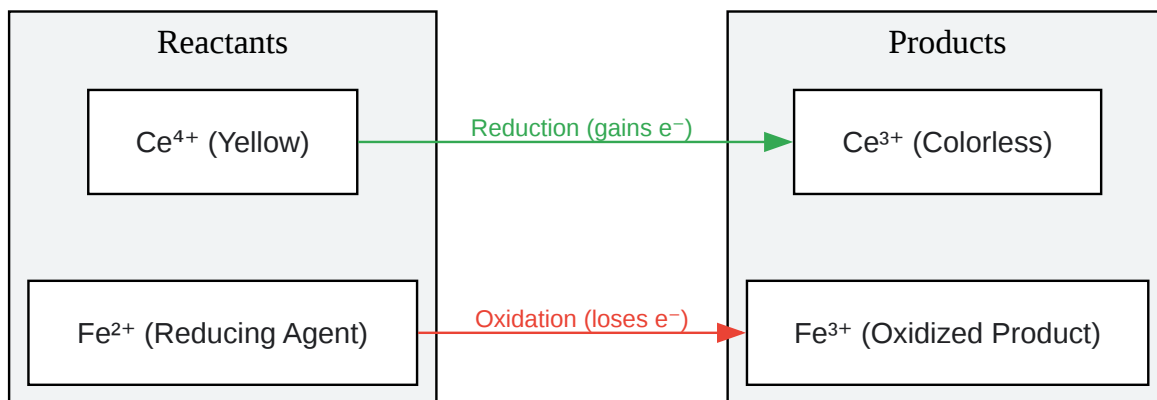 Reactants
Products
Ce⁴⁺ (Yellow)
Reduction (gains e⁻)
Ce³⁺ (Colorless)
Fe²⁺ (Reducing Agent)
Oxidation (loses e⁻)
Fe³⁺ (Oxidized Product)